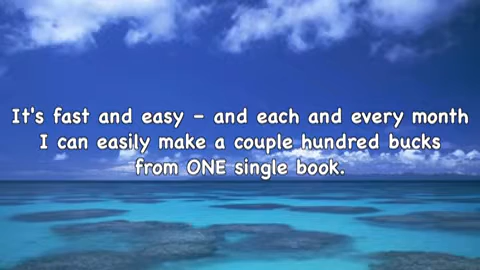 It's fast and easy – and each and every month
I can easily make a couple hundred bucks
from ONE single book.